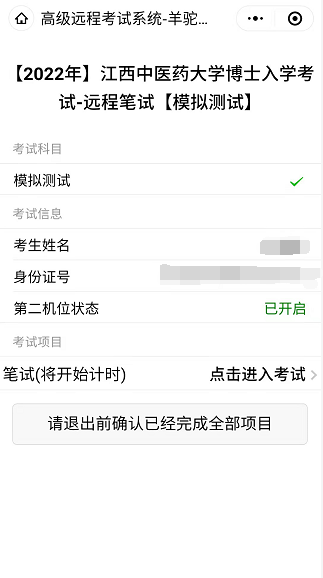 高级远程考试系统-羊驼...
【2022年】江西中医药大学博士入学考
试-远程笔试【模拟测试】
考试科目
模拟测试
考试信息
考生姓名
身份证号
第二机位状态 已开启
考试项目
笔试(将开始计时) 点击进入考试
请退出前确认已经完成全部项目